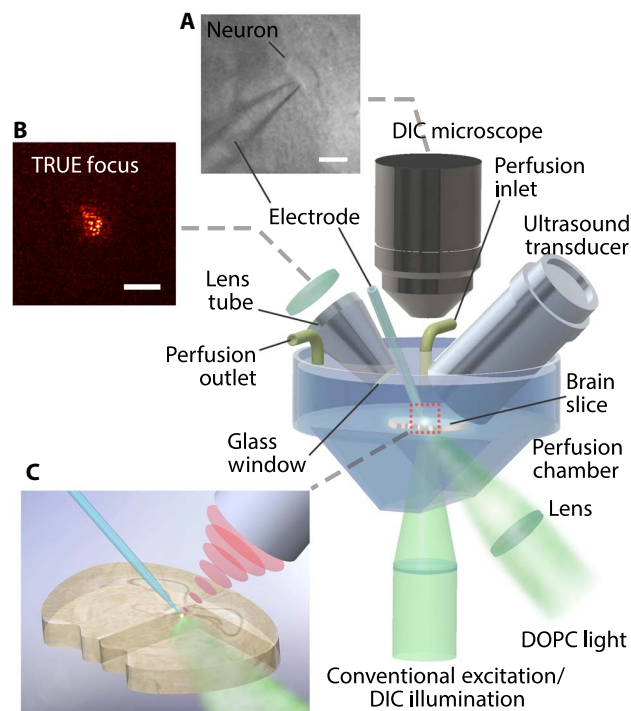 A
Neuron
B
TRUE focus
DIC microscope
Perfusion
inlet
Electrode
Ultrasound
transducer
Lens
tube
Perfusion
outlet
Brain
slice
Glass
window
Perfusion
chamber
C
Lens
DOPC light
Conventional excitation/
DIC illumination